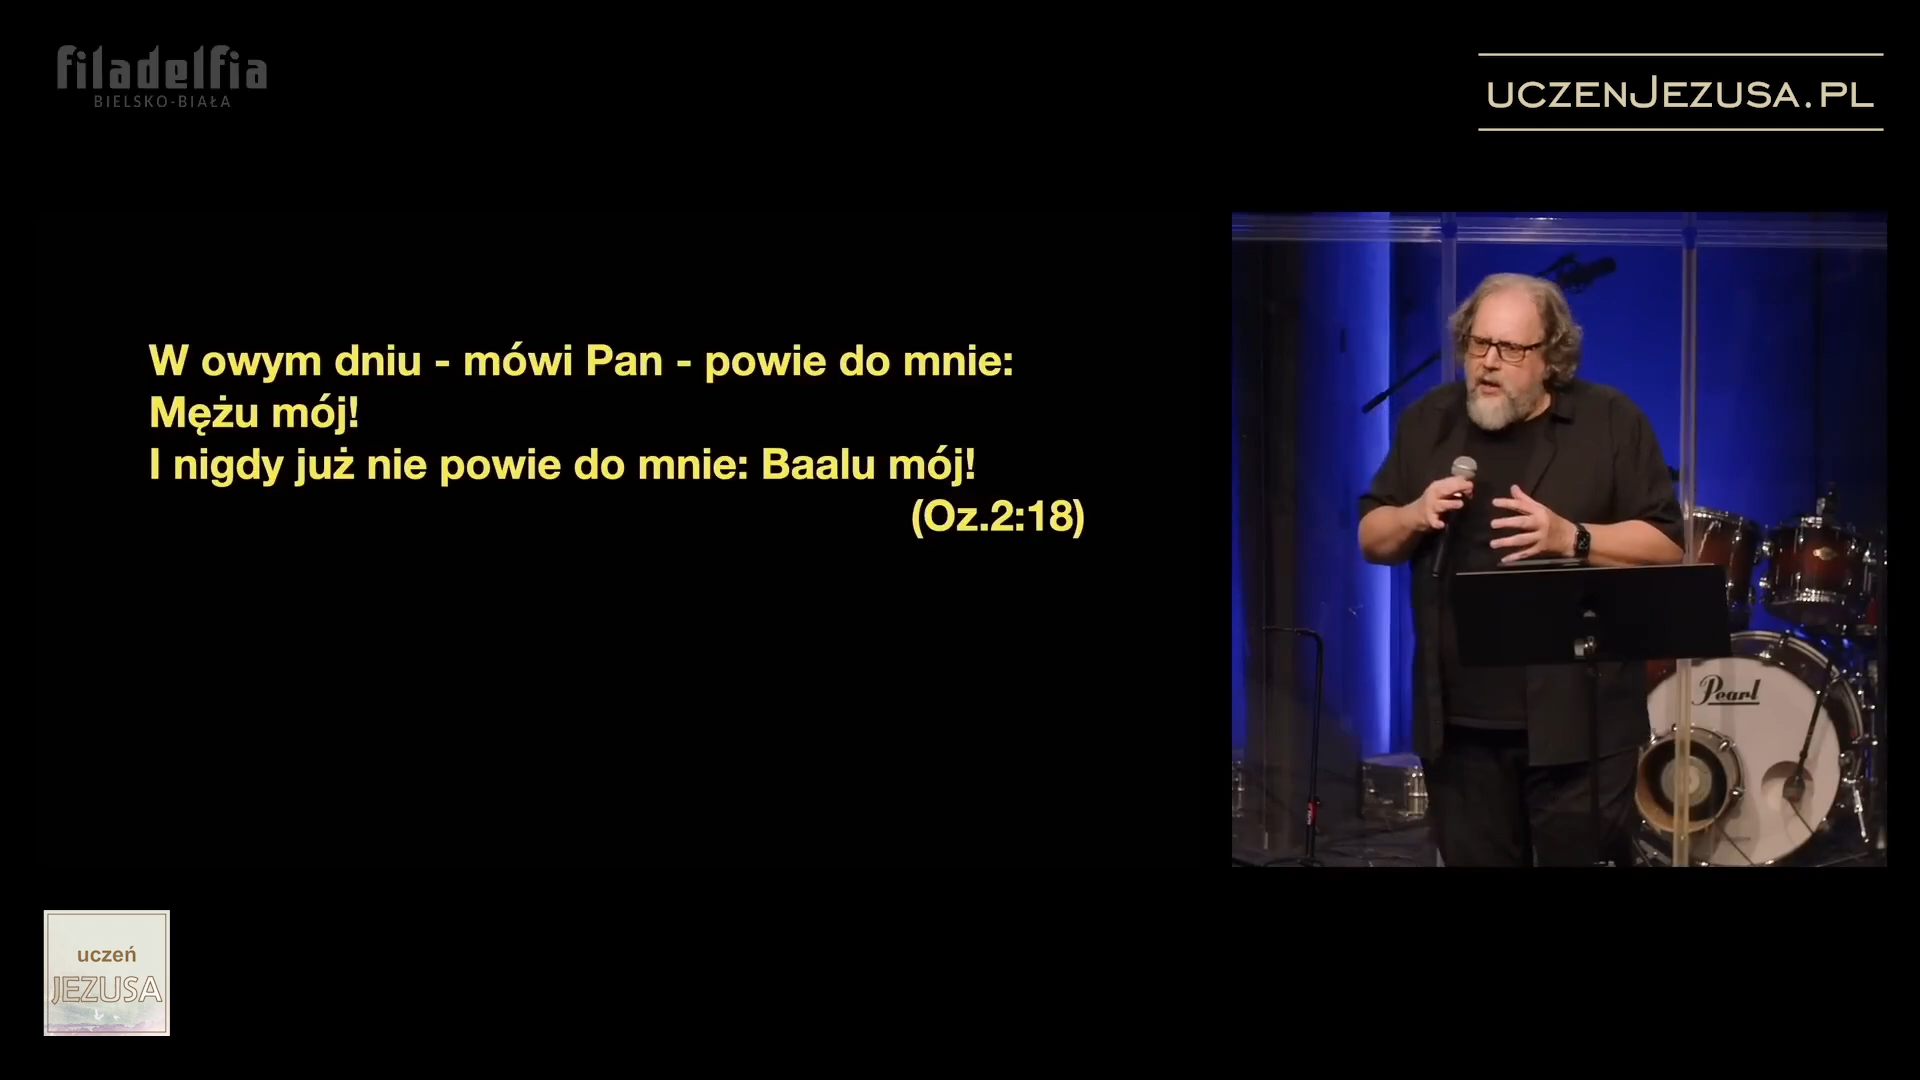 filadelfia
BIELSKO-BIAŁA
UCZENJEZUSA.PL
W owym dniu - mówi Pan - powie do mnie:
Mężu mój!
I nigdy już nie powie do mnie: Baalu mój!
(Oz.2:18)
Pearl
uczeń
JEZUSA